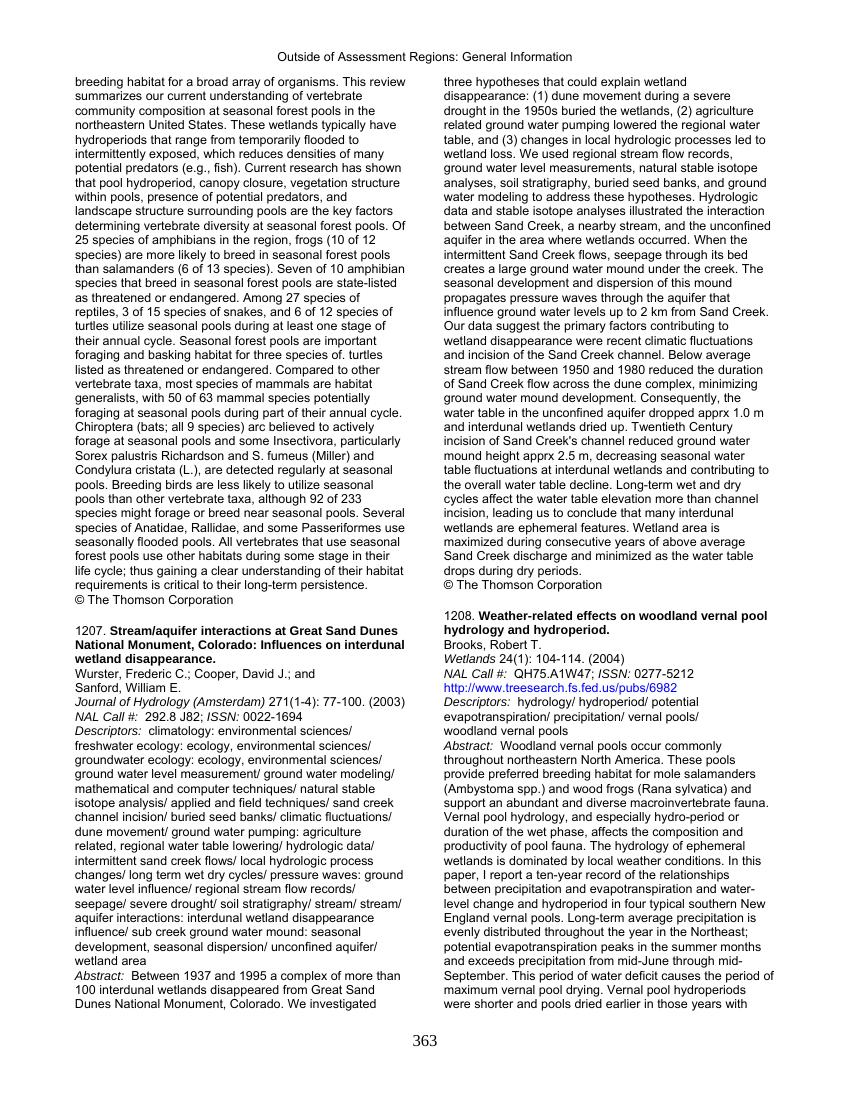 Outside of Assessment Regions: General Information
breeding habitat for a broad array of organisms. This review
summarizes our current understanding of vertebrate
community composition at seasonal forest pools in the
northeastern United States. These wetlands typically have
hydroperiods that range from temporarily flooded to
intermittently exposed, which reduces densities of many
potential predators (e.g., fish). Current research has shown
that pool hydroperiod, canopy closure, vegetation structure
within pools, presence of potential predators, and
landscape structure surrounding pools are the key factors
determining vertebrate diversity at seasonal forest pools. Of
25 species of amphibians in the region, frogs (10 of 12
species) are more likely to breed in seasonal forest pools
than salamanders (6 of 13 species). Seven of 10 amphibian
species that breed in seasonal forest pools are state-listed
as threatened or endangered. Among 27 species of
reptiles, 3 of 15 species of snakes, and 6 of 12 species of
turtles utilize seasonal pools during at least one stage of
their annual cycle. Seasonal forest pools are important
foraging and basking habitat for three species of. turtles
listed as threatened or endangered. Compared to other
vertebrate taxa, most species of mammals are habitat
generalists, with 50 of 63 mammal species potentially
foraging at seasonal pools during part of their annual cycle.
Chiroptera (bats; all 9 species) arc believed to actively
forage at seasonal pools and some Insectivora, particularly
Sorex palustris Richardson and S. fumeus (Miller) and
Condylura cristata (L.), are detected regularly at seasonal
pools. Breeding birds are less likely to utilize seasonal
pools than other vertebrate taxa, although 92 of 233
species might forage or breed near seasonal pools. Several
species of Anatidae, Rallidae, and some Passeriformes use
seasonally flooded pools. All vertebrates that use seasonal
forest pools use other habitats during some stage in their
life cycle; thus gaining a clear understanding of their habitat
requirements is critical to their long-term persistence.
© The Thomson Corporation
1207. Stream/aquifer interactions at Great Sand Dunes
National Monument, Colorado: Influences on interdunal
wetland disappearance.
Wurster, Frederic C.; Cooper, David J.; and
Sanford, William E.
Journal of Hydrology (Amsterdam) 271(1-4): 77-100. (2003)
NAL Call #: 292.8 J82; ISSN: 0022-1694
Descriptors: climatology: environmental sciences/
freshwater ecology: ecology, environmental sciences/
groundwater ecology: ecology, environmental sciences/
ground water level measurement/ ground water modeling/
mathematical and computer techniques/ natural stable
isotope analysis/ applied and field techniques/ sand creek
channel incision/ buried seed banks/ climatic fluctuations/
dune movement/ ground water pumping: agriculture
related, regional water table lowering/ hydrologic data/
intermittent sand creek flows/ local hydrologic process
changes/ long term wet dry cycles/ pressure waves: ground
water level influence/ regional stream flow records/
seepage/ severe drought/ soil stratigraphy/ stream/ stream/
aquifer interactions: interdunal wetland disappearance
influence/ sub creek ground water mound: seasonal
development, seasonal dispersion/ unconfined aquifer/
wetland area
Abstract: Between 1937 and 1995 a complex of more than
100 interdunal wetlands disappeared from Great Sand
Dunes National Monument, Colorado. We investigated
three hypotheses that could explain wetland
disappearance: (1) dune movement during a severe
drought in the 1950s buried the wetlands, (2) agriculture
related ground water pumping lowered the regional water
table, and (3) changes in local hydrologic processes led to
wetland loss. We used regional stream flow records,
ground water level measurements, natural stable isotope
analyses, soil stratigraphy, buried seed banks, and ground
water modeling to address these hypotheses. Hydrologic
data and stable isotope analyses illustrated the interaction
between Sand Creek, a nearby stream, and the unconfined
aquifer in the area where wetlands occurred. When the
intermittent Sand Creek flows, seepage through its bed
creates a large ground water mound under the creek. The
seasonal development and dispersion of this mound
propagates pressure waves through the aquifer that
influence ground water levels up to 2 km from Sand Creek.
Our data suggest the primary factors contributing to
wetland disappearance were recent climatic fluctuations
and incision of the Sand Creek channel. Below average
stream flow between 1950 and 1980 reduced the duration
of Sand Creek flow across the dune complex, minimizing
ground water mound development. Consequently, the
water table in the unconfined aquifer dropped apprx 1.0 m
and interdunal wetlands dried up. Twentieth Century
incision of Sand Creek's channel reduced ground water
mound height apprx 2.5 m, decreasing seasonal water
table fluctuations at interdunal wetlands and contributing to
the overall water table decline. Long-term wet and dry
cycles affect the water table elevation more than channel
incision, leading us to conclude that many interdunal
wetlands are ephemeral features. Wetland area is
maximized during consecutive years of above average
Sand Creek discharge and minimized as the water table
drops during dry periods.
© The Thomson Corporation
1208. Weather-related effects on woodland vernal pool
hydrology and hydroperiod.
Brooks, Robert T.
Wetlands 24(1): 104-114. (2004)
NAL Call #: QH75.A1W47; ISSN: 0277-5212
http://www.treesearch.fs.fed.us/pubs/6982
Descriptors: hydrology/ hydroperiod/ potential
evapotranspiration/ precipitation/ vernal pools/
woodland vernal pools
Abstract: Woodland vernal pools occur commonly
throughout northeastern North America. These pools
provide preferred breeding habitat for mole salamanders
(Ambystoma spp.) and wood frogs (Rana sylvatica) and
support an abundant and diverse macroinvertebrate fauna.
Vernal pool hydrology, and especially hydro-period or
duration of the wet phase, affects the composition and
productivity of pool fauna. The hydrology of ephemeral
wetlands is dominated by local weather conditions. In this
paper, I report a ten-year record of the relationships
between precipitation and evapotranspiration and water-
level change and hydroperiod in four typical southern New
England vernal pools. Long-term average precipitation is
evenly distributed throughout the year in the Northeast;
potential evapotranspiration peaks in the summer months
and exceeds precipitation from mid-June through mid-
September. This period of water deficit causes the period of
maximum vernal pool drying. Vernal pool hydroperiods
were shorter and pools dried earlier in those years with
363